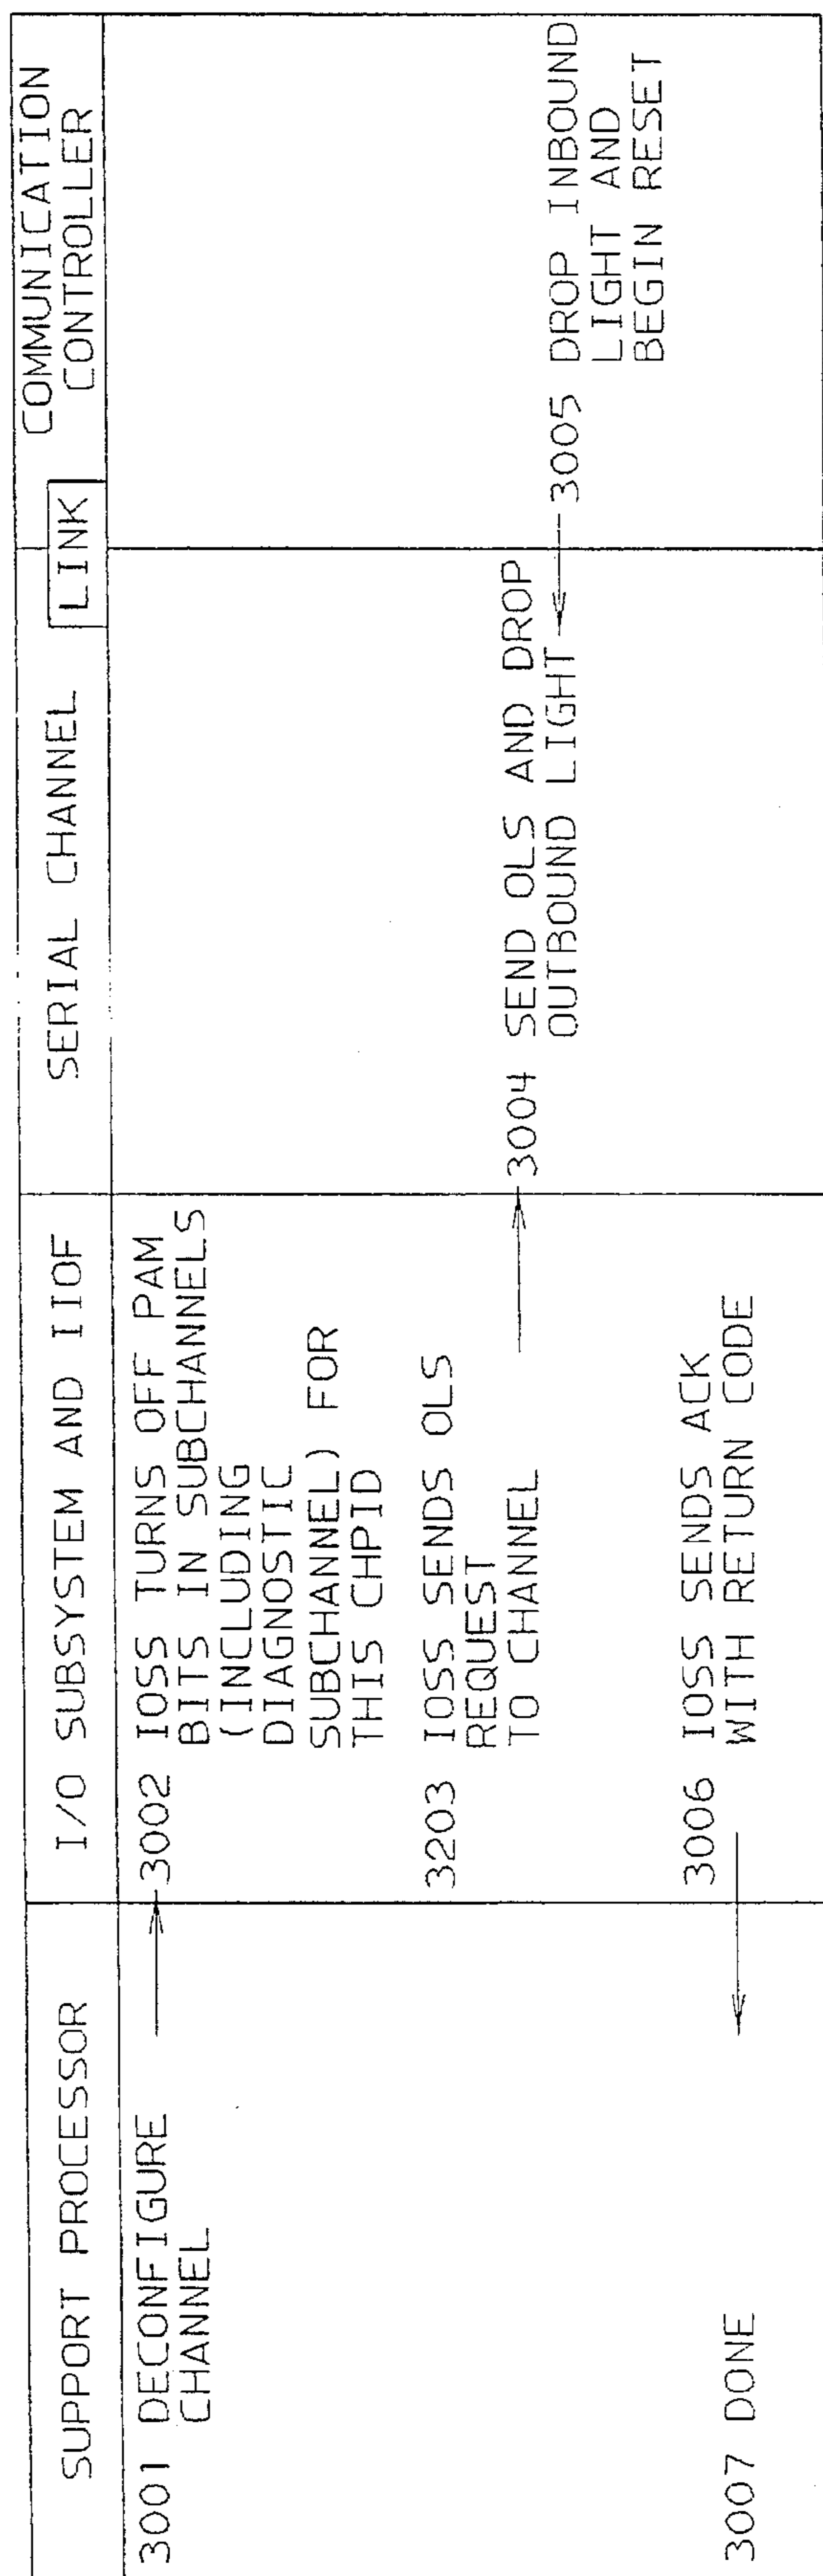 SUPPORT PROCESSOR
I/O SUBSYSTEM AND IIOF
SERIAL CHANNEL
LINK
COMMUNICATION
CONTROLLER
3001 DECONFIGURE
CHANNEL
3002 IOSS TURNS OFF PAM
BITS IN SUBCHANNELS
(INCLUDING
DIAGNOSTIC
SUBCHANNEL) FOR
THIS CHPID
3203 IOSS SENDS OLS
REQUEST
TO CHANNEL
3004 SEND OLS AND DROP
OUTBOUND LIGHT
3005 DROP INBOUND
LIGHT AND
BEGIN RESET
3006 IOSS SENDS ACK
WITH RETURN CODE
3007 DONE